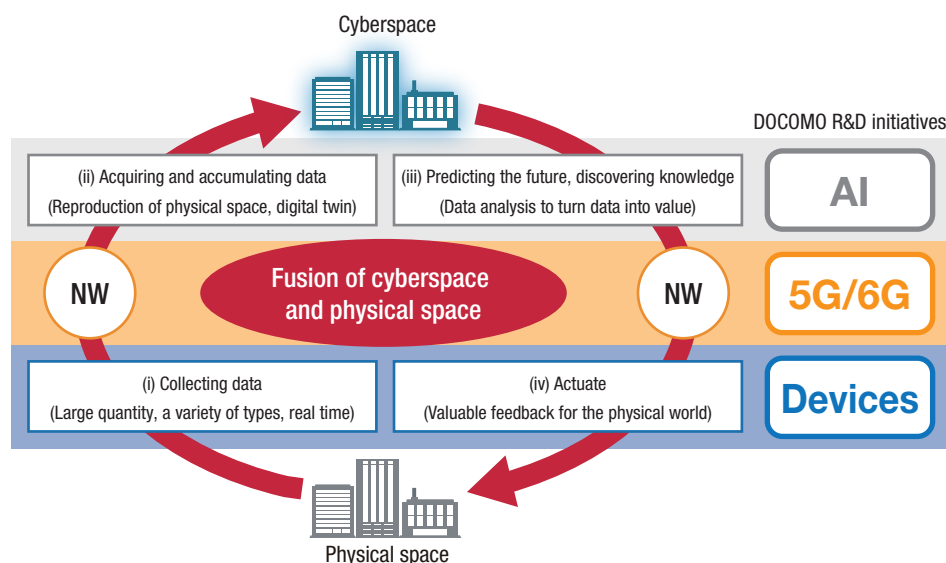 Cyberspace
DOCOMO R&D initiatives
(ii) Acquiring and accumulating data
(Reproduction of physical space, digital twin)
(iii) Predicting the future, discovering knowledge
(Data analysis to turn data into value)
AI
NW
Fusion of cyberspace
and physical space
NW
5G/6G
(i) Collecting data
(Large quantity, a variety of types, real time)
(iv) Actuate
(Valuable feedback for the physical world)
Devices
Physical space